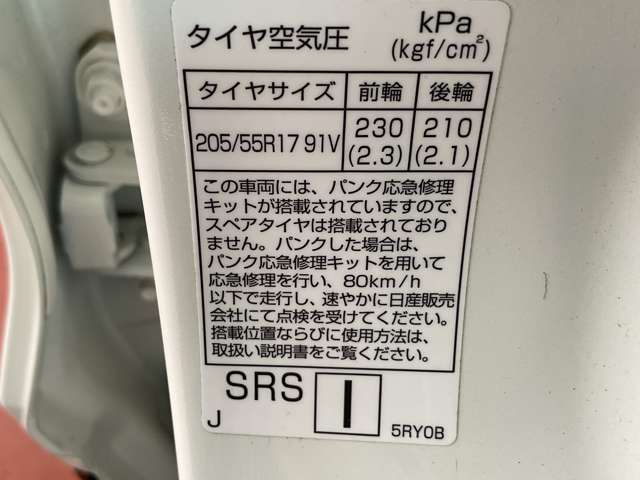 タイヤ空気圧 kPa
(kgf/cm²)
タイヤサイズ 前輪 後輪
205/55R17 91V 230 210
(2.3) (2.1)
この車両には、パンク応急修理
キットが搭載されていますので、
スペアタイヤは搭載されており
ません。パンクした場合は、
パンク応急修理キットを用いて
応急修理を行い、80km/h
以下で走行し、速やかに日産販売
会社にて点検を受けてください。
搭載位置ならびに使用方法は、
取扱い説明書をご覧ください。
SRS I
J 5RY0B